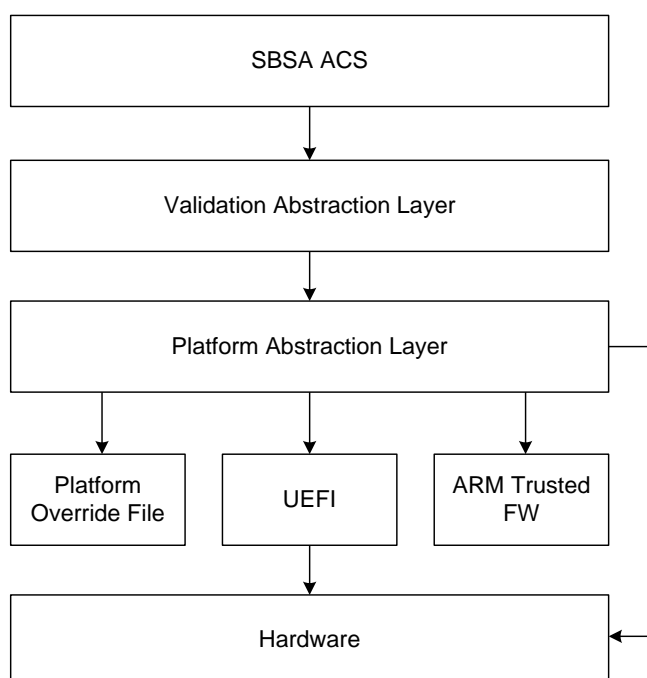 SBSA ACS
Validation Abstraction Layer
Platform Abstraction Layer
Platform
Override File
UEFI
ARM Trusted
FW
Hardware